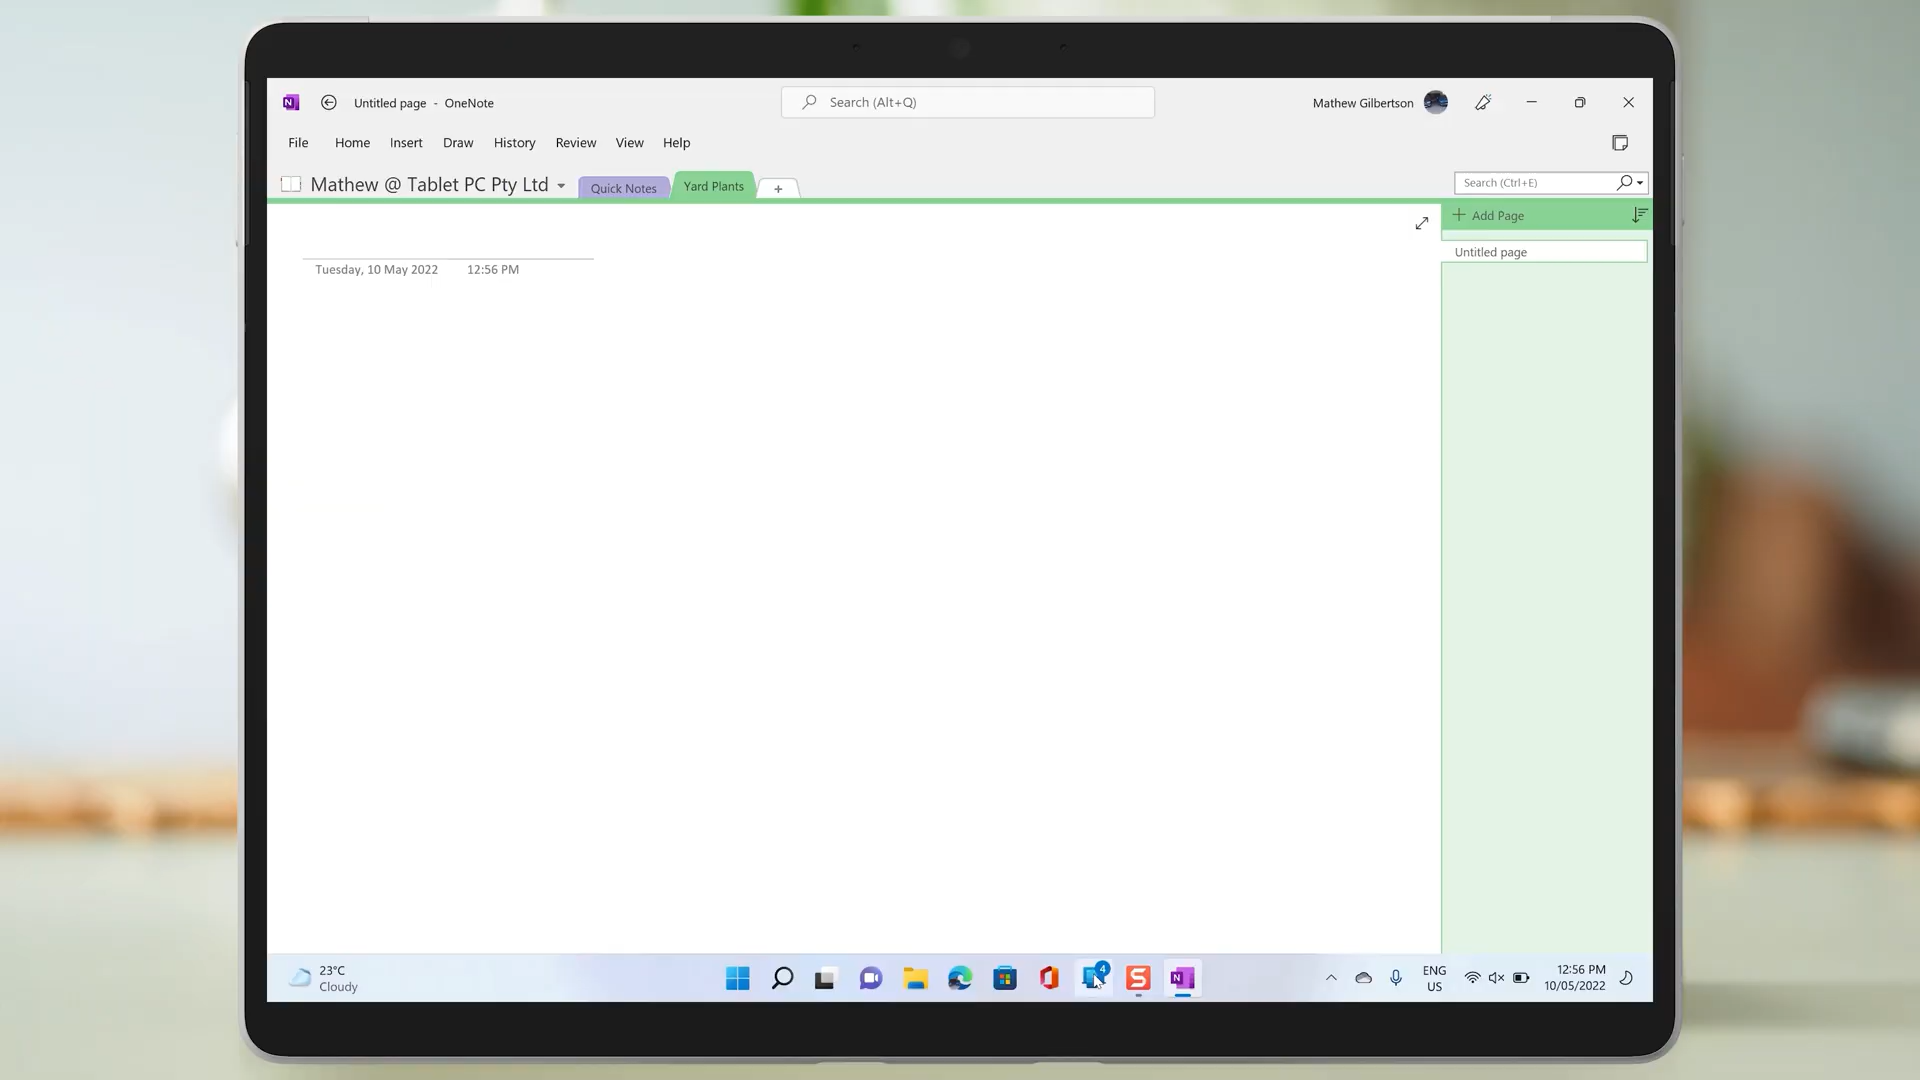 N Untitled page - OneNote
Search (Alt+Q)
Mathew Gilbertson
File Home Insert Draw History Review View Help
Mathew @ Tablet PC Pty Ltd
Quick Notes
Yard Plants
+
Search (Ctrl+E)
+ Add Page
Untitled page
Tuesday, 10 May 2022 12:56 PM
23°C
Cloudy
4
S
N
ENG
US
12:56 PM
10/05/2022